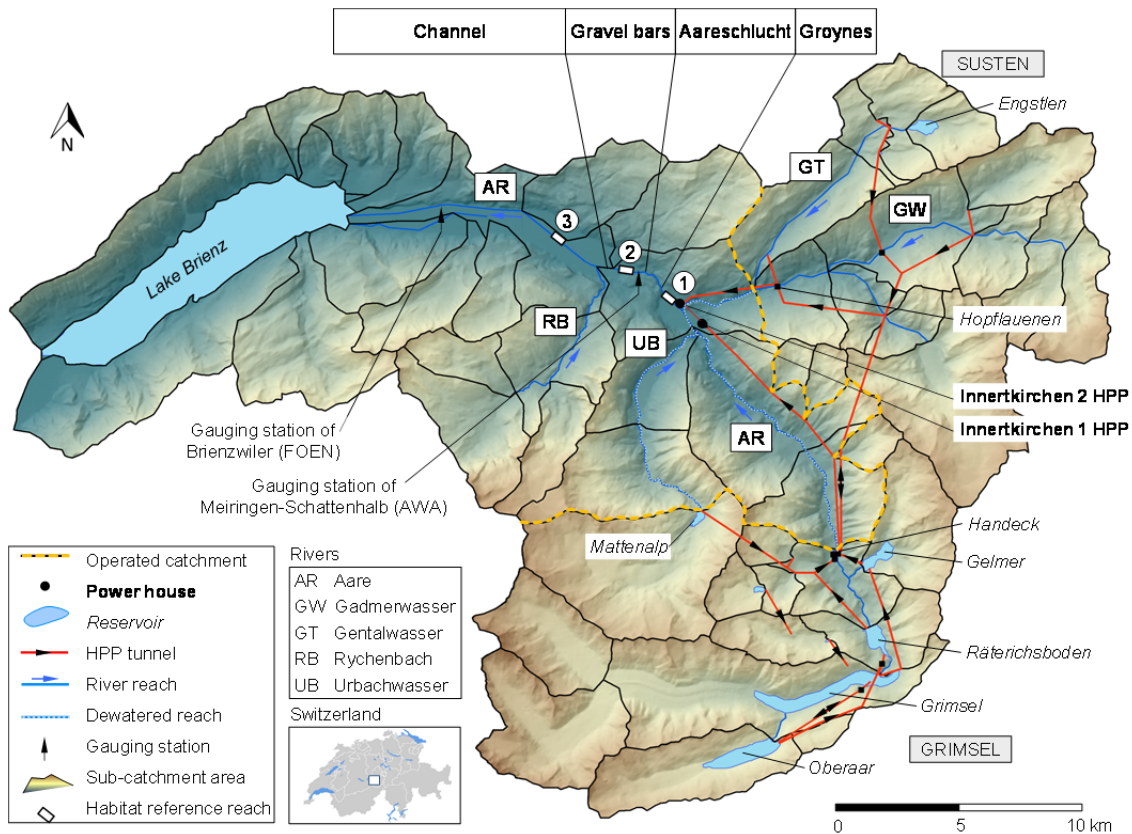 Channel
Gravel bars
Aareschlucht
Groynes
SUSTEN
Engstlen
N
GT
AR
GW
3
2
1
Lake Brienz
Hopflauenen
RB
UB
Innertkirchen 2 HPP
Innertkirchen 1 HPP
AR
Gauging station of
Brienzwiler (FOEN)
Gauging station of
Meiringen-Schattenhalb (AWA)
Mattenalp
Handeck
Gelmer
Räterichsboden
Grimsel
GRIMSEL
Oberaar
Operated catchment
Power house
Reservoir
HPP tunnel
River reach
Dewatered reach
Gauging station
Sub-catchment area
Habitat reference reach
Rivers
AR Aare
GW Gadmerwasser
GT Gentalwasser
RB Rychenbach
UB Urbachwasser
Switzerland
0 5 10 km